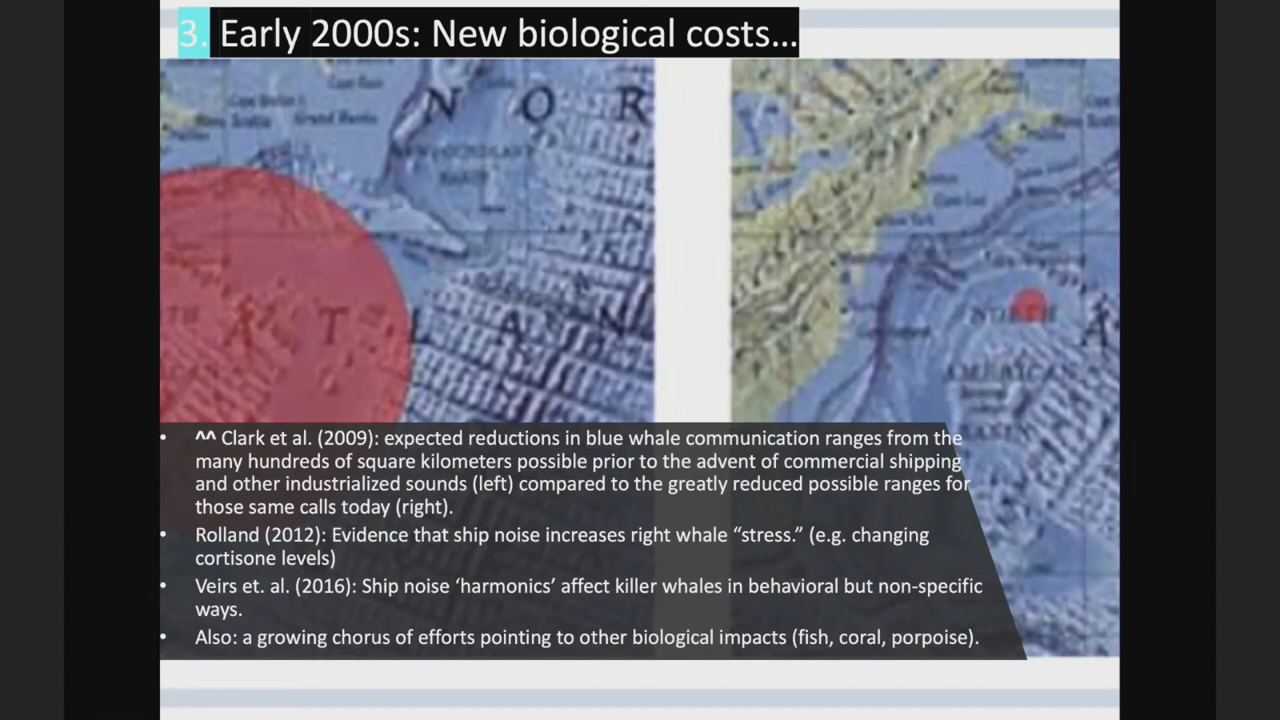 3. Early 2000s: New biological costs...
N O R
Grand Banks
A T L A N
NORTH A
AMERICAN
• ^^ Clark et al. (2009): expected reductions in blue whale communication ranges from the
many hundreds of square kilometers possible prior to the advent of commercial shipping
and other industrialized sounds (left) compared to the greatly reduced possible ranges for
those same calls today (right).
• Rolland (2012): Evidence that ship noise increases right whale “stress.” (e.g. changing
cortisone levels)
• Veirs et. al. (2016): Ship noise ‘harmonics’ affect killer whales in behavioral but non-specific
ways.
• Also: a growing chorus of efforts pointing to other biological impacts (fish, coral, porpoise).